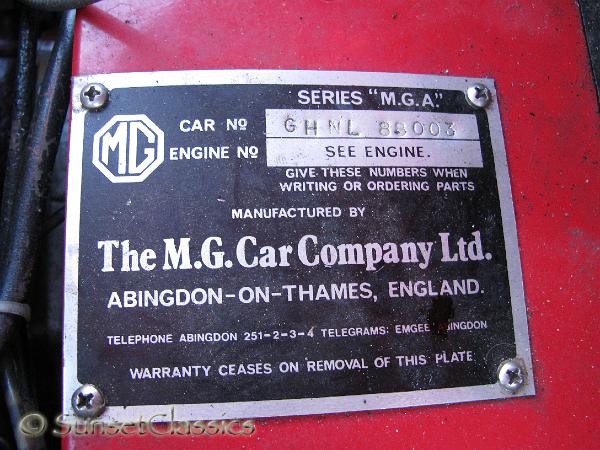 SERIES "M.G.A."
MG
CAR Nº GHNL 88003
ENGINE Nº SEE ENGINE.
GIVE THESE NUMBERS WHEN
WRITING OR ORDERING PARTS
MANUFACTURED BY
The M.G. Car Company Ltd.
ABINGDON-ON-THAMES, ENGLAND.
TELEPHONE ABINGDON 251-2-3-4 TELEGRAMS: EMGEE ABINGDON
WARRANTY CEASES ON REMOVAL OF THIS PLATE
© SunsetClassics